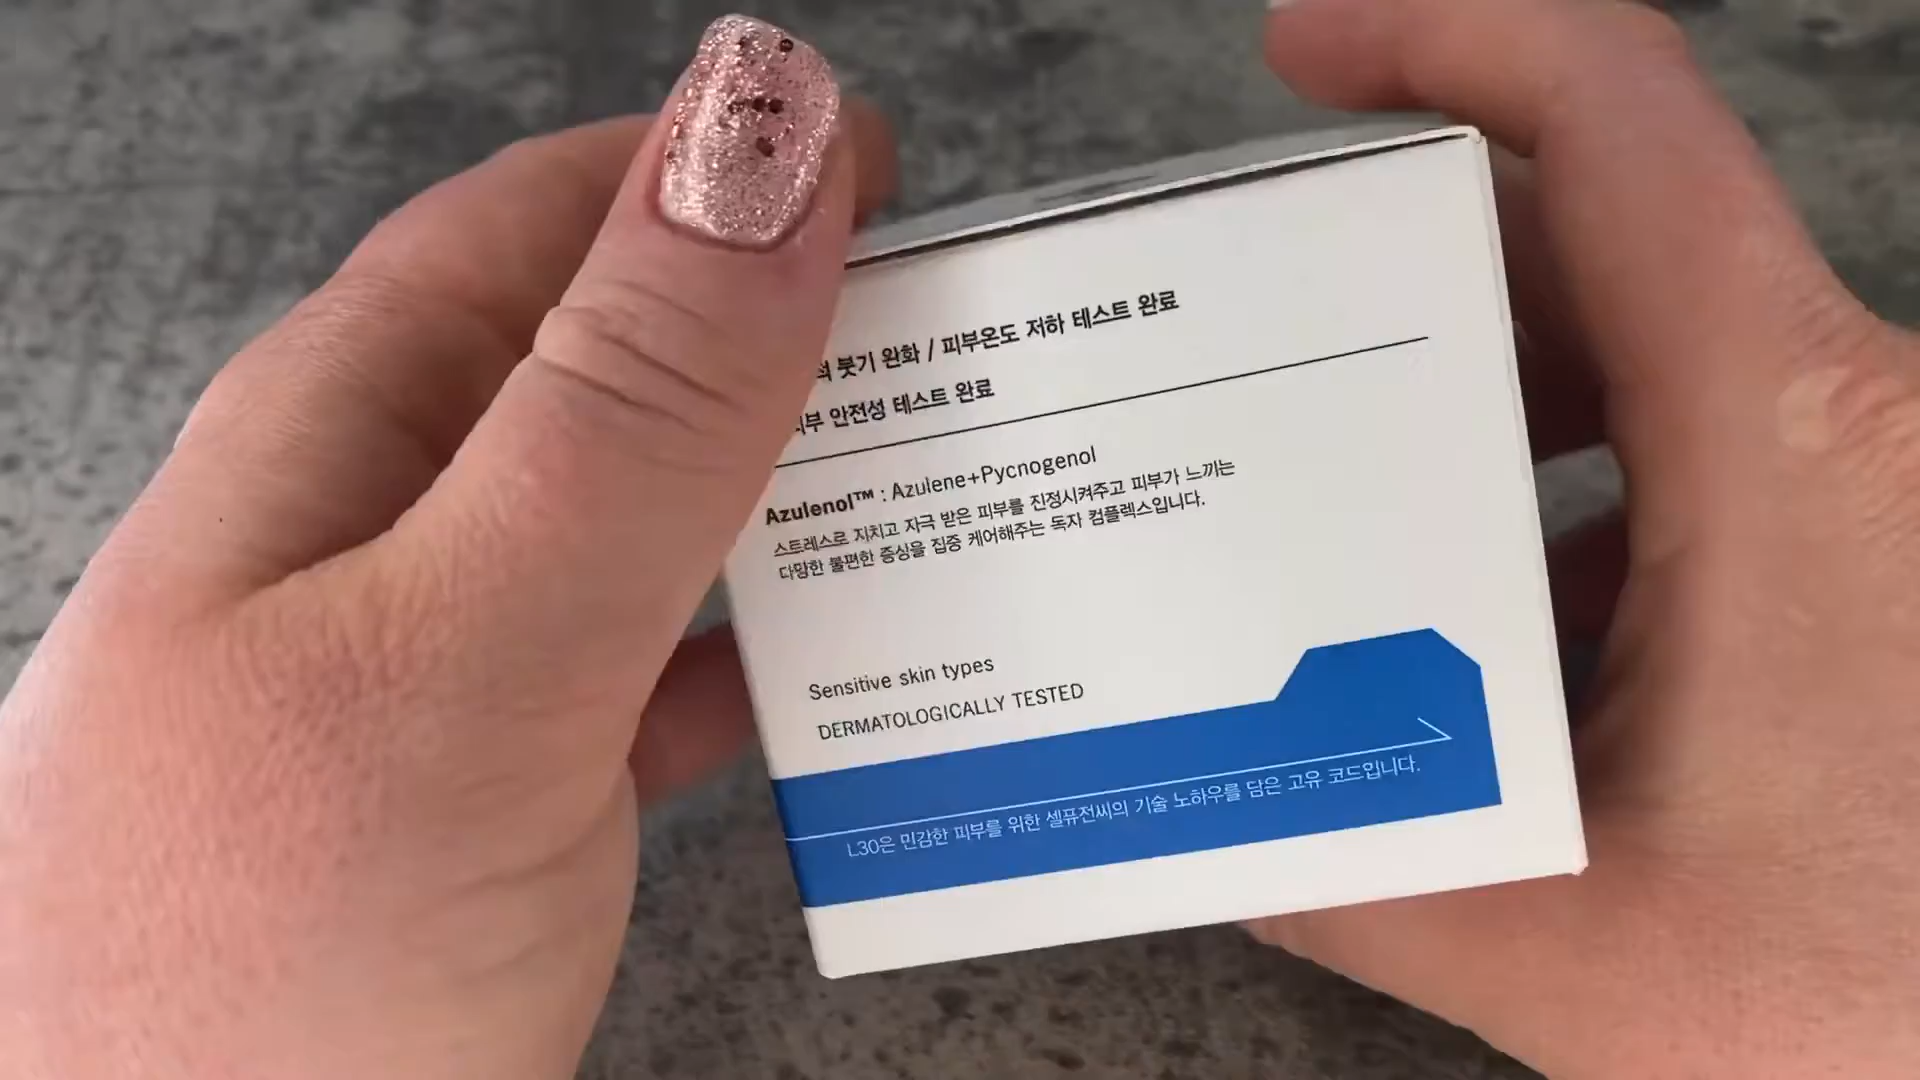 붓기 완화 / 피부온도 저하 테스트 완료
안전성 테스트 완료
Azulenol™ : Azulene+Pycnogenol
스트레스로 지치고 자극 받은 피부를 진정시켜주고 피부가 느끼는
다양한 불편한 증상을 집중 케어해주는 독자 컴플렉스입니다.
Sensitive skin types
DERMATOLOGICALLY TESTED
L30은 민감한 피부를 위한 셀퓨전씨의 기술 노하우를 담은 고유 코드입니다.